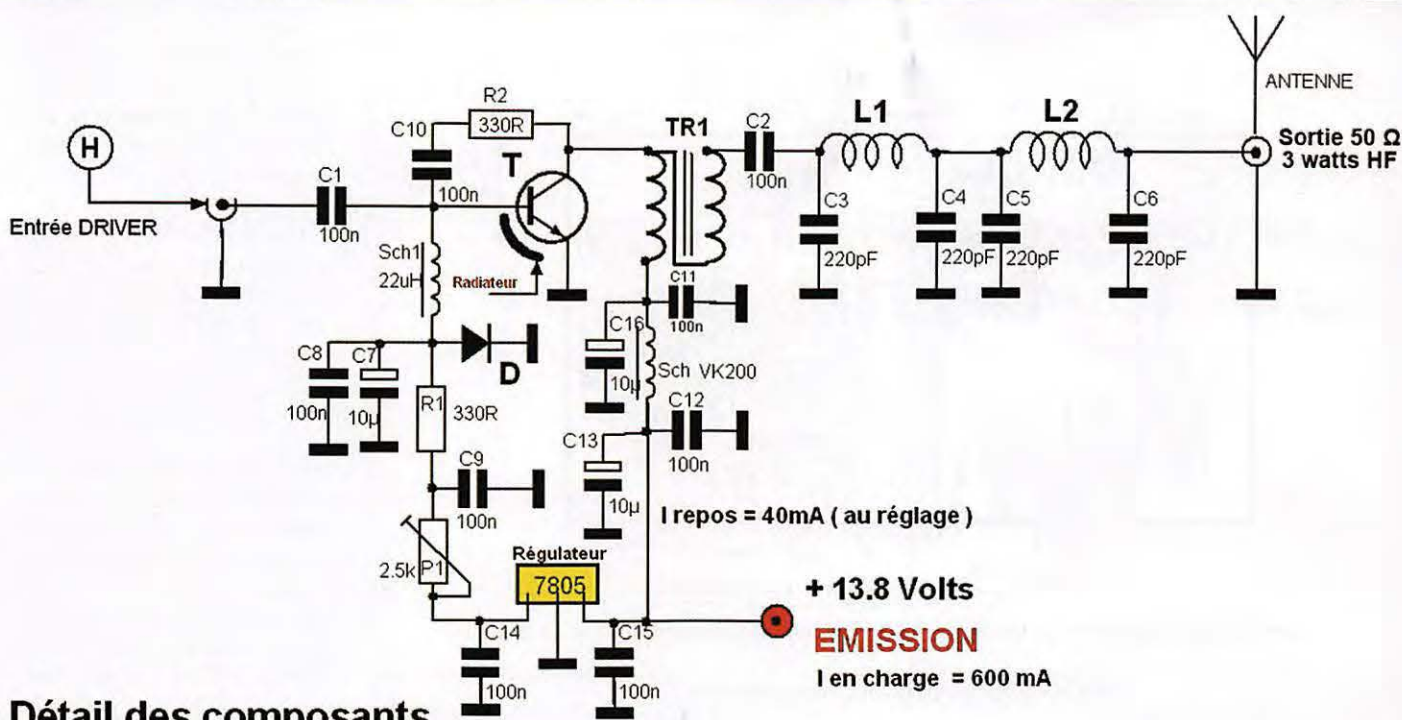 R2
330R
C10
100n
T
TR1
C2
100n
L1
L2
ANTENNE
Sortie 50 Ω
3 watts HF
H
Entrée DRIVER
C1
100n
C3
220pF
C4
220pF
C5
220pF
C6
220pF
Sch1
22uH
Radiateur
C11
100n
C16
10µ
Sch VK200
C8
100n
C7
10µ
D
R1
330R
C12
100n
C13
10µ
C9
100n
I repos = 40mA ( au réglage )
2.5k
P1
Régulateur
7805
+ 13.8 Volts
EMISSION
I en charge = 600 mA
C14
100n
C15
100n
Détail des composants